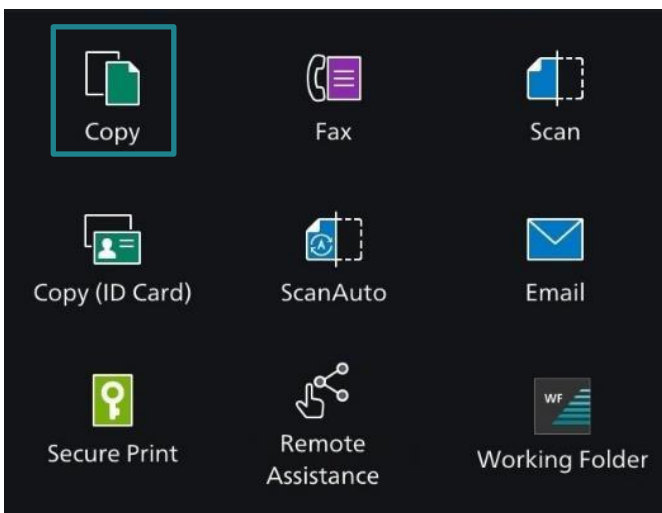 Copy
Fax
Scan
Copy (ID Card)
ScanAuto
A
Email
Secure Print
Remote
Assistance
WF
Working Folder